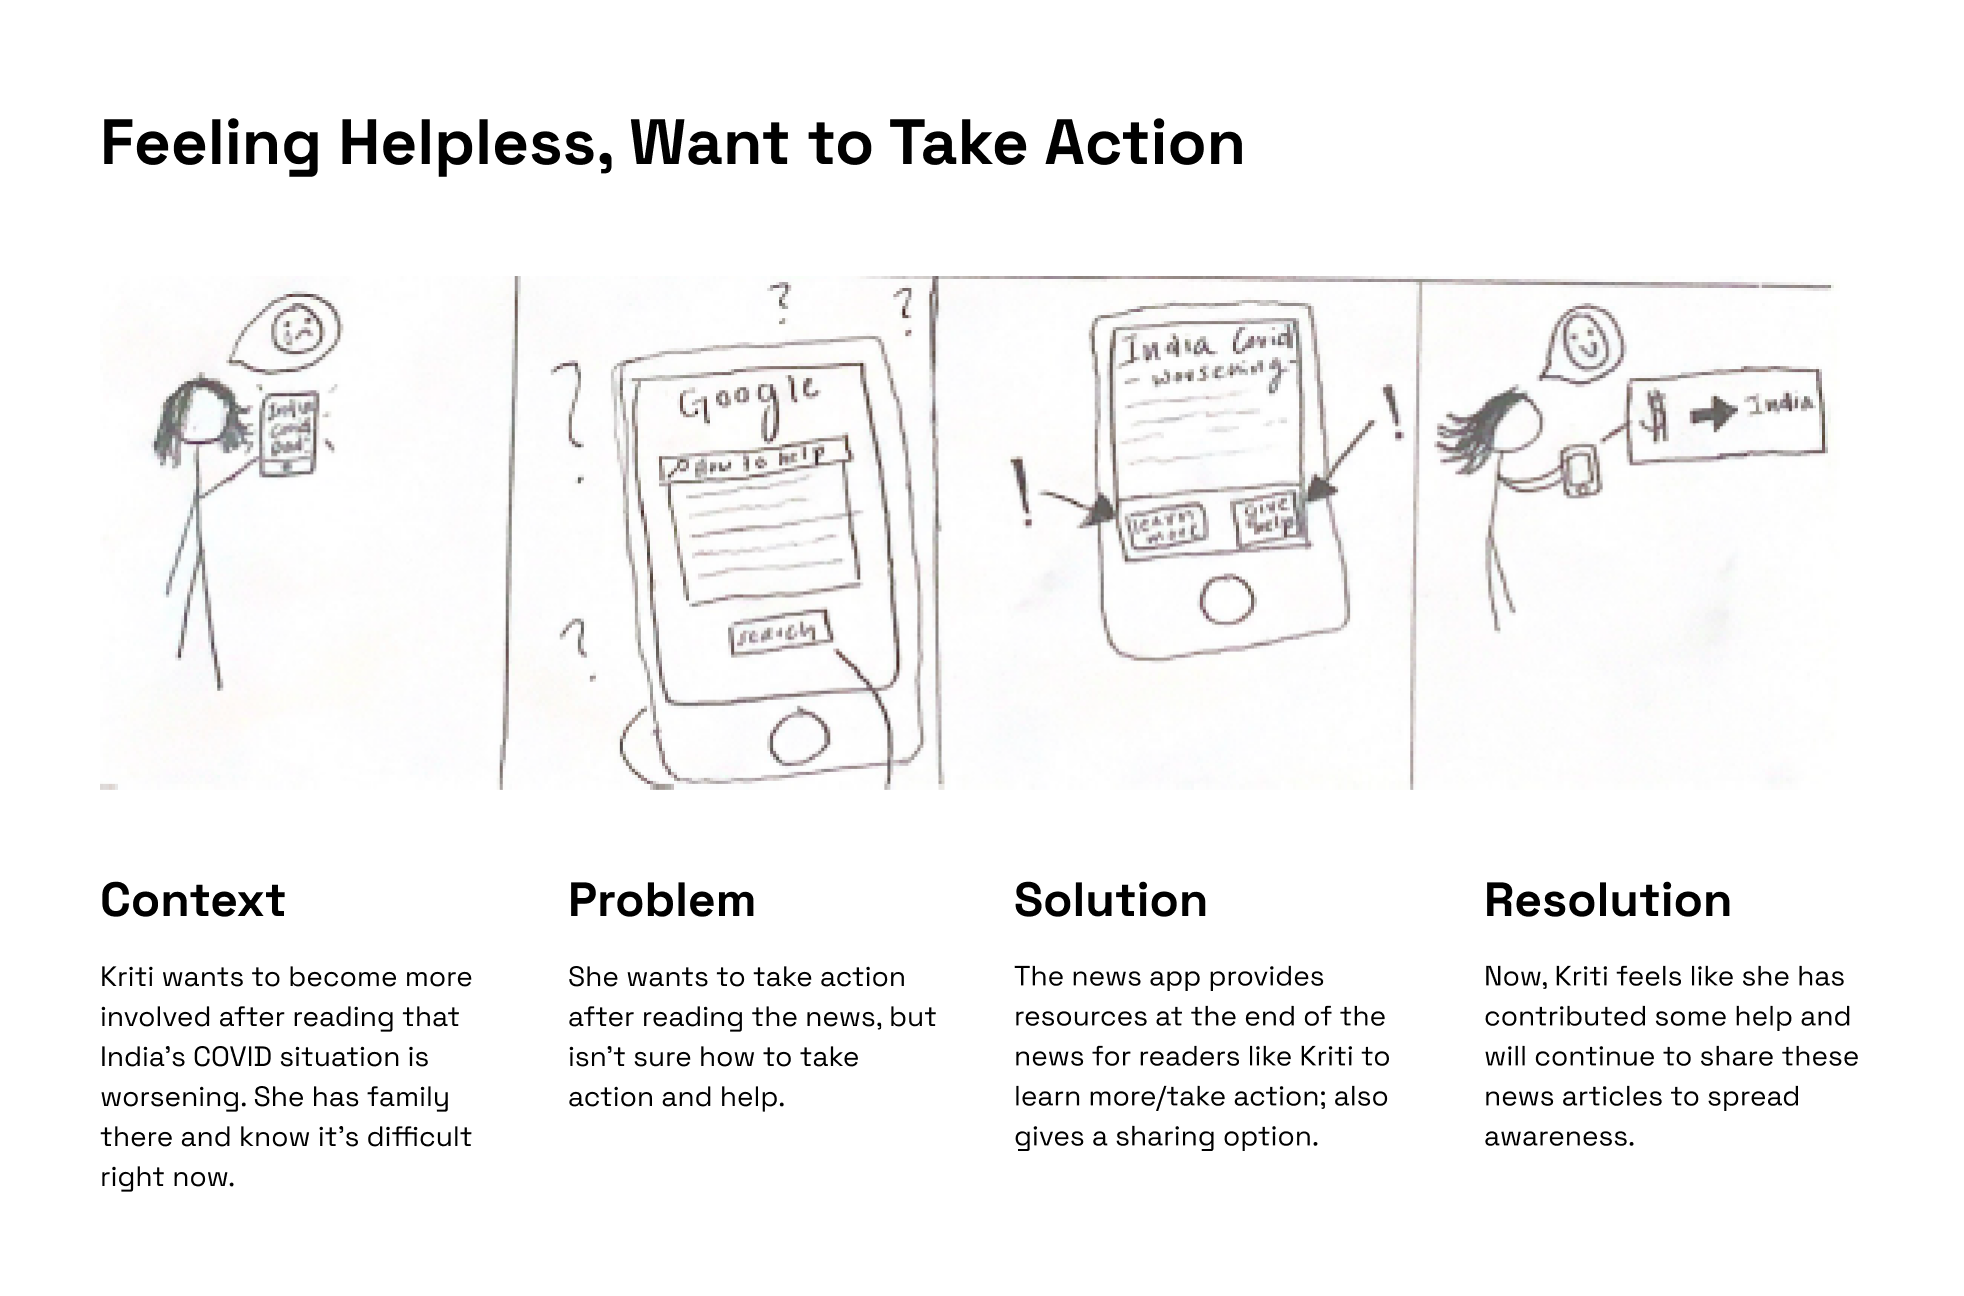 Feeling Helpless, Want to Take Action
India
Covid
Bad
?
?
?
?
Google
How to help
search
India Covid
- worsening -
!
!
learn
more
give
help
$ → India
Context
Kriti wants to become more
involved after reading that
India’s COVID situation is
worsening. She has family
there and know it’s difficult
right now.
Problem
She wants to take action
after reading the news, but
isn’t sure how to take
action and help.
Solution
The news app provides
resources at the end of the
news for readers like Kriti to
learn more/take action; also
gives a sharing option.
Resolution
Now, Kriti feels like she has
contributed some help and
will continue to share these
news articles to spread
awareness.